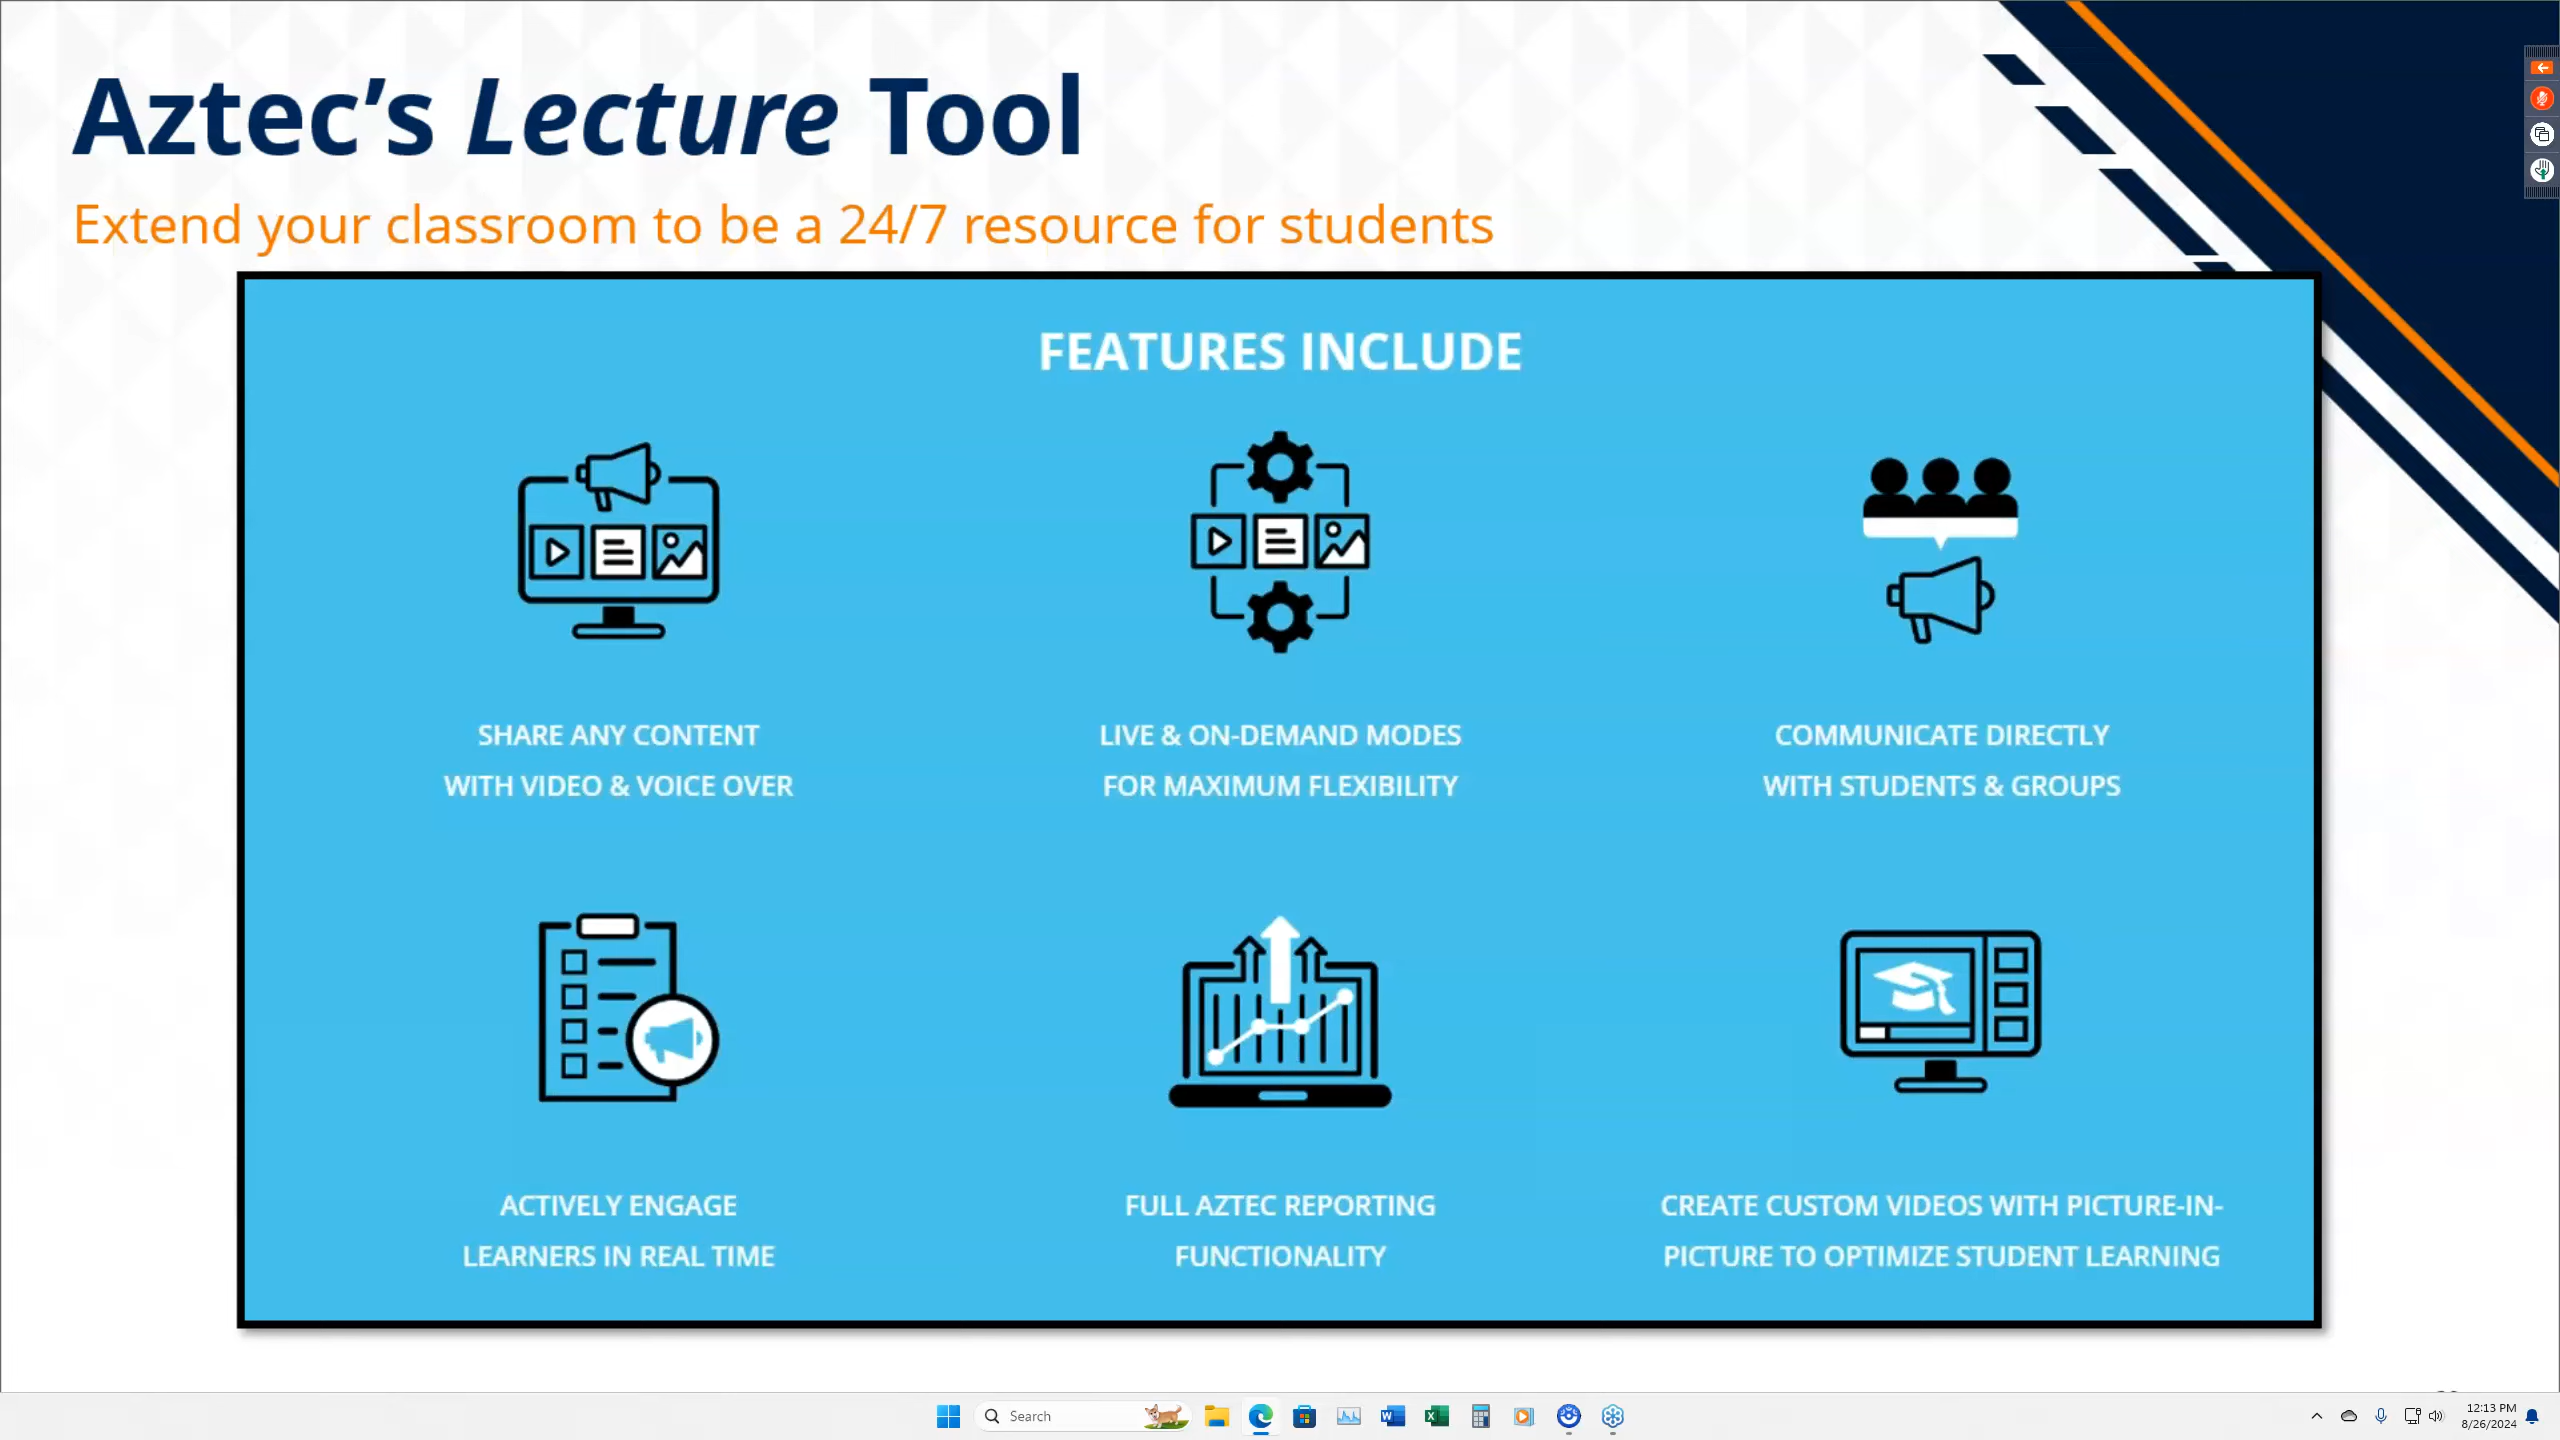 Aztec’s Lecture Tool
Extend your classroom to be a 24/7 resource for students
FEATURES INCLUDE
SHARE ANY CONTENT
WITH VIDEO & VOICE OVER
LIVE & ON-DEMAND MODES
FOR MAXIMUM FLEXIBILITY
COMMUNICATE DIRECTLY
WITH STUDENTS & GROUPS
ACTIVELY ENGAGE
LEARNERS IN REAL TIME
FULL AZTEC REPORTING
FUNCTIONALITY
CREATE CUSTOM VIDEOS WITH PICTURE-IN-
PICTURE TO OPTIMIZE STUDENT LEARNING
Search
12:13 PM
8/26/2024